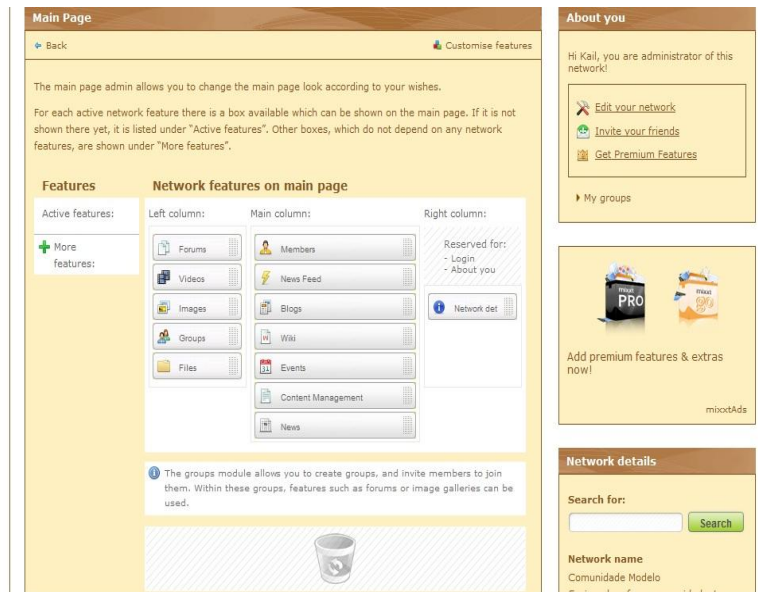 Main Page
Back
Customise features
The main page admin allows you to change the main page look according to your wishes.
For each active network feature there is a box available which can be shown on the main page. If it is not
shown there yet, it is listed under "Active features". Other boxes, which do not depend on any network
features, are shown under "More features".
Features
Network features on main page
Active features:
More
features:
Left column:
Forums
Videos
Images
Groups
Files
Main column:
Members
News Feed
Blogs
Wiki
Events
Content Management
News
Right column:
Reserved for:
- Login
- About you
Network det
The groups module allows you to create groups, and invite members to join
them. Within these groups, features such as forums or image galleries can be
used.
About you
Hi Kail, you are administrator of this
network!
Edit your network
Invite your friends
Get Premium Features
My groups
mixxt
PRO
mixxt
Add premium features & extras
now!
mixxtAds
Network details
Search for:
Search
Network name
Comunidade Modelo